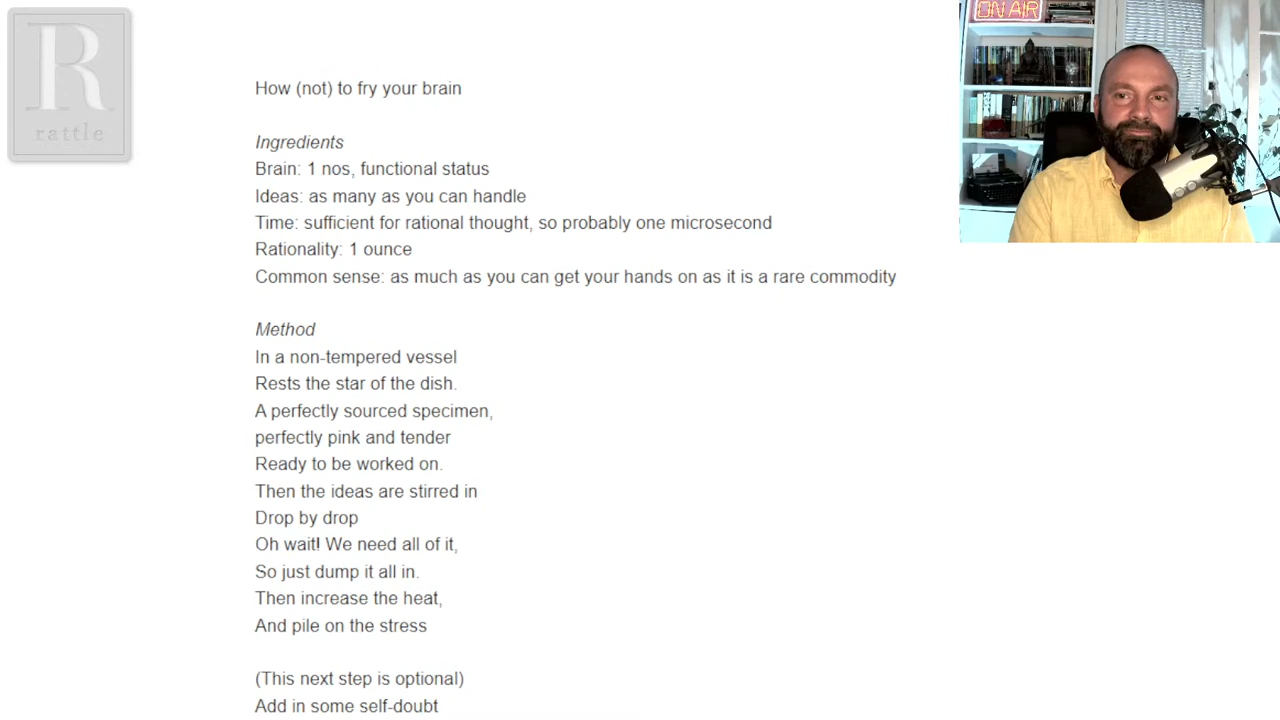 R
rattle
ON AIR
How (not) to fry your brain
Ingredients
Brain: 1 nos, functional status
Ideas: as many as you can handle
Time: sufficient for rational thought, so probably one microsecond
Rationality: 1 ounce
Common sense: as much as you can get your hands on as it is a rare commodity
Method
In a non-tempered vessel
Rests the star of the dish.
A perfectly sourced specimen,
perfectly pink and tender
Ready to be worked on.
Then the ideas are stirred in
Drop by drop
Oh wait! We need all of it,
So just dump it all in.
Then increase the heat,
And pile on the stress
(This next step is optional)
Add in some self-doubt